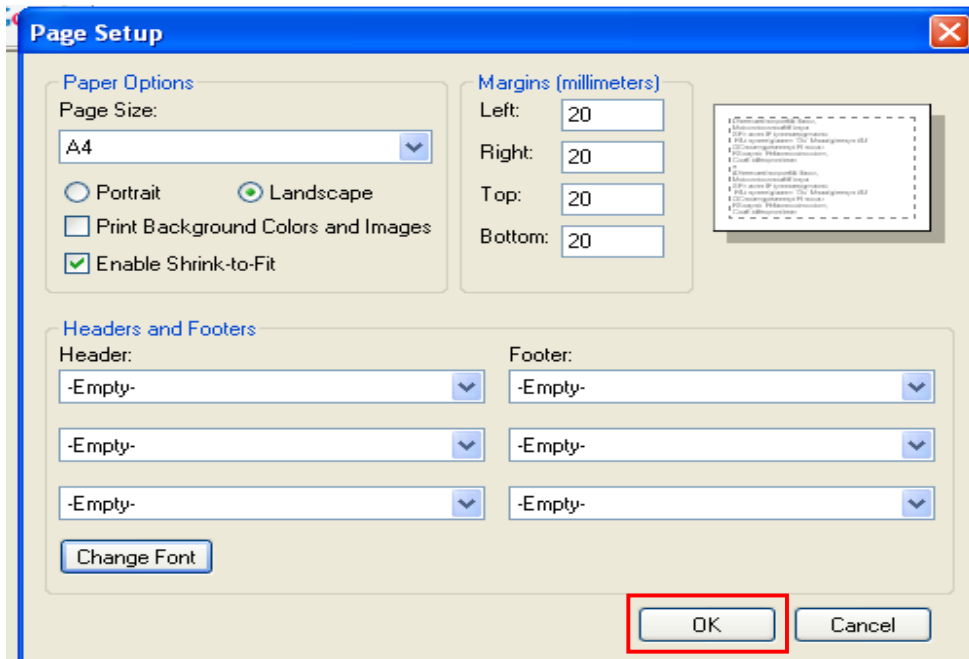 Page Setup
Paper Options
Page Size:
A4
Portrait
Landscape
Print Background Colors and Images
Enable Shrink-to-Fit
Margins (millimeters)
Left: 20
Right: 20
Top: 20
Bottom: 20
Headers and Footers
Header:
-Empty-
-Empty-
-Empty-
Footer:
-Empty-
-Empty-
-Empty-
Change Font
OK
Cancel